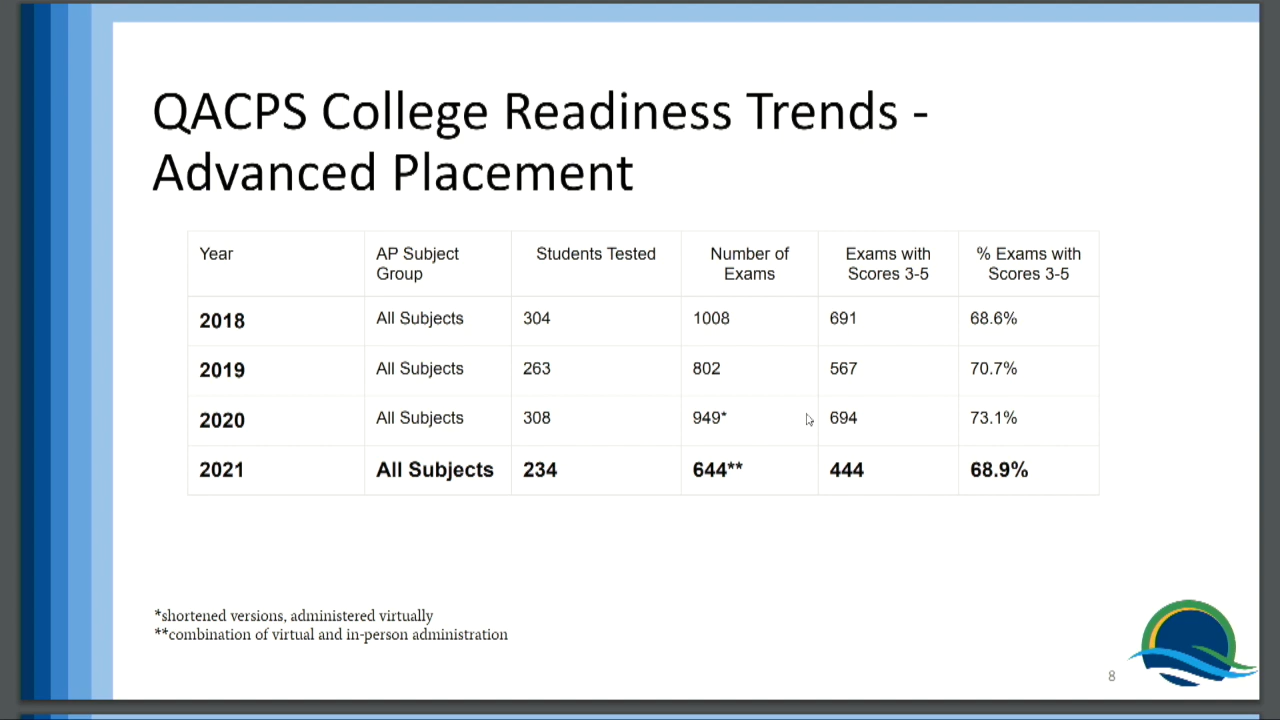 QACPS College Readiness Trends -
Advanced Placement
Year AP Subject Group Students Tested Number of Exams Exams with Scores 3-5 % Exams with Scores 3-5
2018 All Subjects 304 1008 691 68.6%
2019 All Subjects 263 802 567 70.7%
2020 All Subjects 308 949* 694 73.1%
2021 All Subjects 234 644** 444 68.9%
*shortened versions, administered virtually
**combination of virtual and in-person administration
8